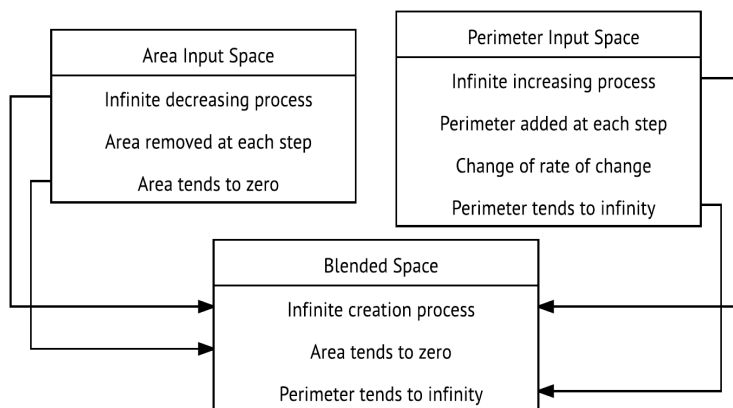 Area Input Space
Infinite decreasing process
Area removed at each step
Area tends to zero
Perimeter Input Space
Infinite increasing process
Perimeter added at each step
Change of rate of change
Perimeter tends to infinity
Blended Space
Infinite creation process
Area tends to zero
Perimeter tends to infinity